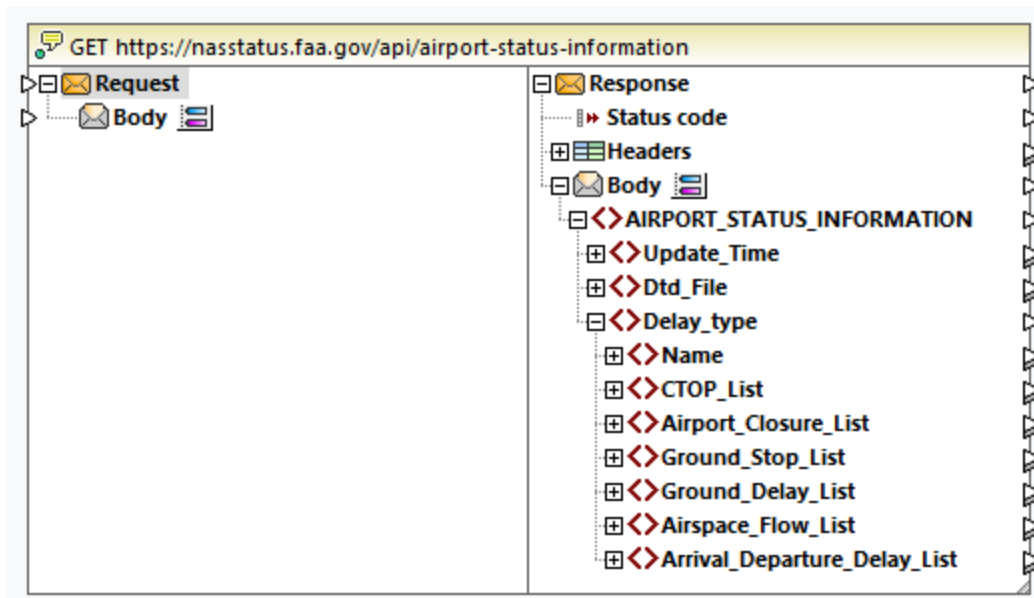 GET https://nasstatus.faa.gov/api/airport-status-information
Request
Body
Response
Status code
Headers
Body
AIRPORT_STATUS_INFORMATION
Update_Time
Dtd_File
Delay_type
Name
CTOP_List
Airport_Closure_List
Ground_Stop_List
Ground_Delay_List
Airspace_Flow_List
Arrival_Departure_Delay_List